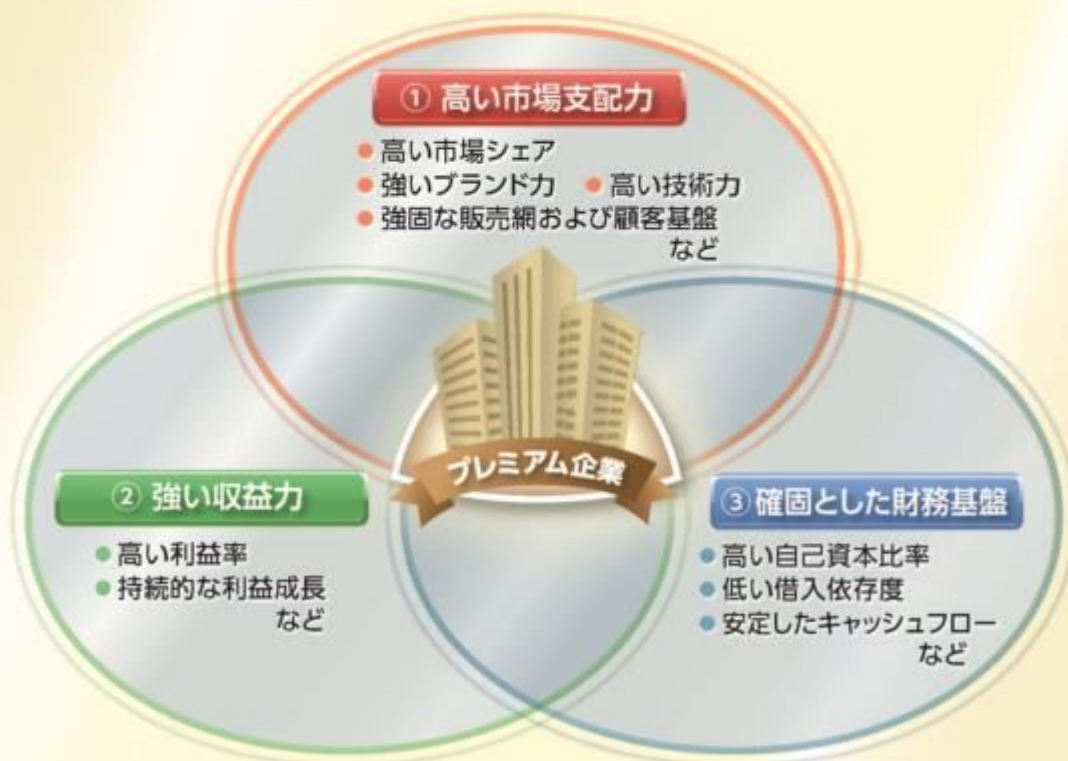 ① 高い市場支配力
● 高い市場シェア
● 強いブランド力 ● 高い技術力
● 強固な販売網および顧客基盤
など
プレミアム企業
② 強い収益力
● 高い利益率
● 持続的な利益成長
など
③ 確固とした財務基盤
● 高い自己資本比率
● 低い借入依存度
● 安定したキャッシュフロー
など